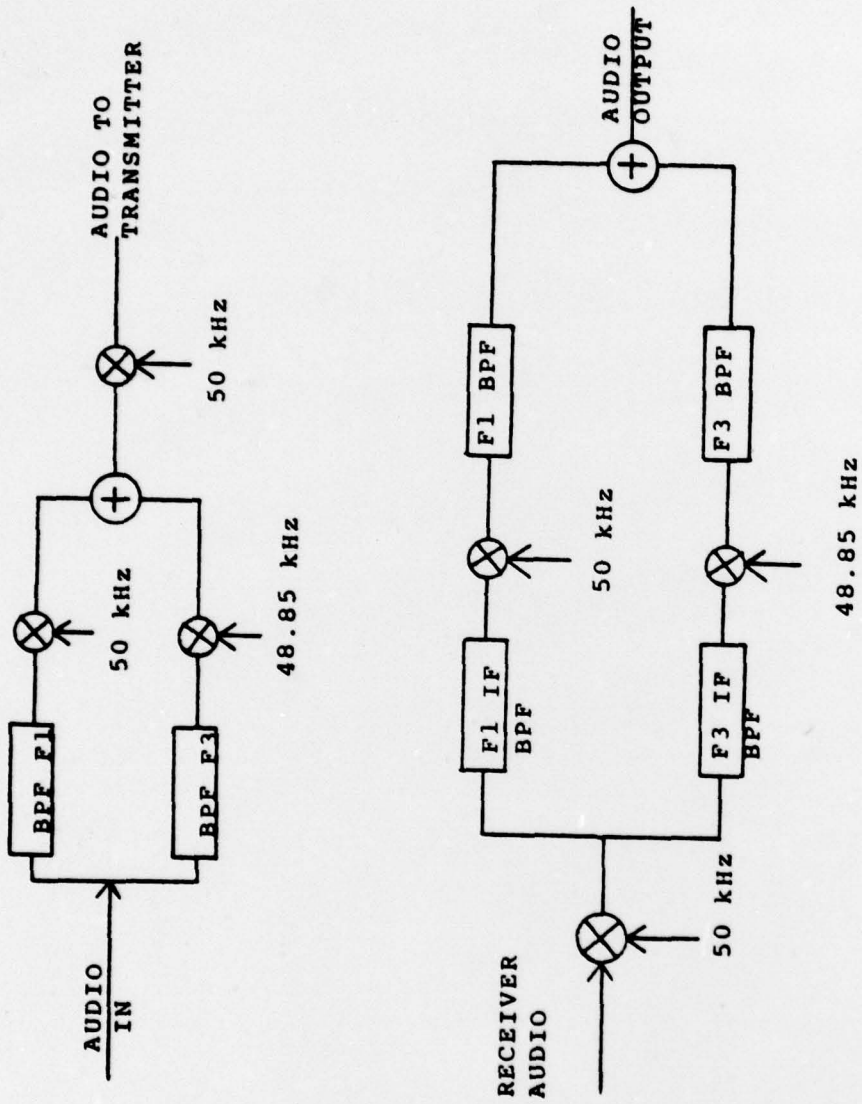 AUDIO
IN
BPF F1
50 kHz
BPF F3
48.85 kHz
50 kHz
AUDIO TO
TRANSMITTER
RECEIVER
AUDIO
50 kHz
F1 IF
BPF
50 kHz
F1 BPF
F3 IF
BPF
48.85 kHz
F3 BPF
AUDIO
OUTPUT